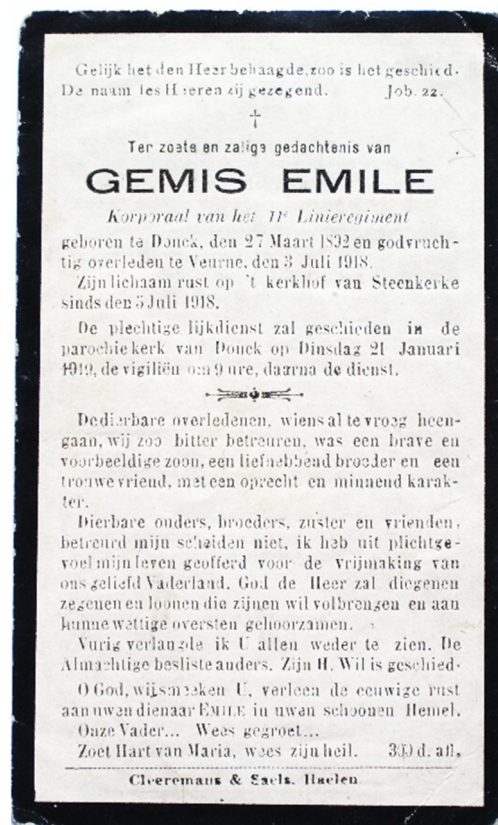 Gelijk het den Heer behaagde, zoo is het geschied.
De naam des Heeren zij gezegend. Job. 22.
Ter zoete en zalige gedachtenis van
GEMIS EMILE
Korporaal van het 11e Linieregiment
geboren te Donck, den 27 Maart 1892 en godvruch-
tig overleden te Veurne, den 3 Juli 1918.
Zijn lichaam rust op 't kerkhof van Steenkerke
sinds den 5 Juli 1918.
De plechtige lijkdienst zal geschieden in de
parochiekerk van Donck op Dinsdag 21 Januari
1919, de vigiliën om 9 ure, daarna de dienst.
Dedierbare overledenen, wiens al te vroeg heen-
gaan, wij zoo bitter betreuren, was een brave en
voorbeeldige zoon, een liefhebbend broeder en een
trouwe vriend, met een oprecht en minnend karak-
ter.
Dierbare ouders, broeders, zuster en vrienden,
betreurd mijn scheiden niet, ik heb uit plichtge-
voel mijn leven geofferd voor de vrijmaking van
ons geliefd Vaderland. God de Heer zal diegenen
zegenen en loonen die zijnen wil volbrengen en aan
hunne wettige oversten gehoorzamen.
Vurig verlangde ik U allen weder te zien. De
Almachtige besliste anders. Zijn H. Wil is geschied.
O God, wij smeeken U, verleen de eeuwige rust
aan uwen dienaar EMILE in uwen schoonen Hemel.
Onze Vader... Wees gegroet...
Zoet Hart van Maria, wees zijn heil. 300 d. afl.
Cleeremans & Saels. Haelen